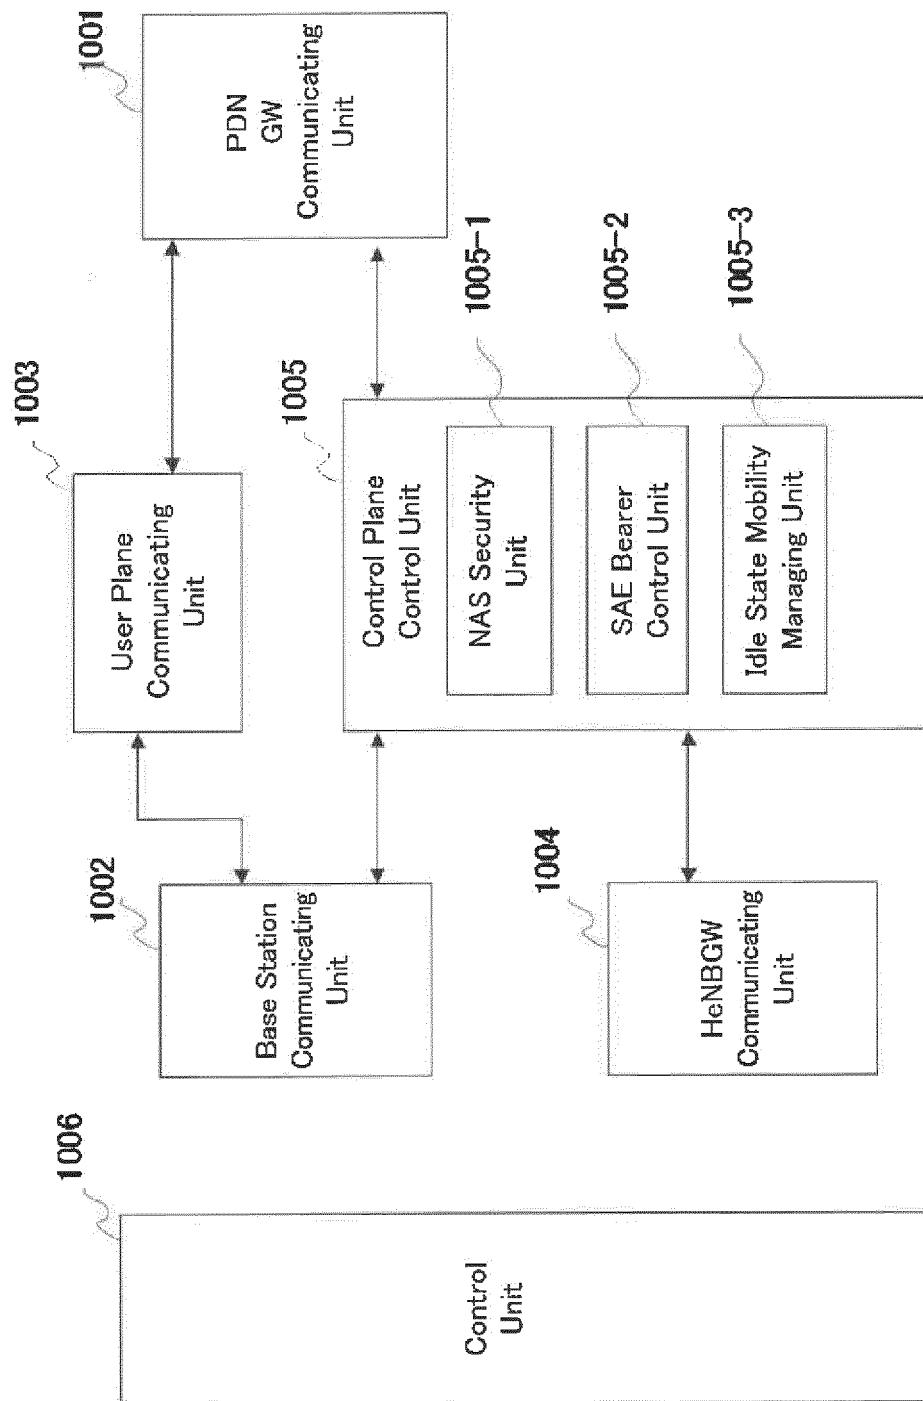 1006
Control
Unit
1002
Base Station
Communicating
Unit
1004
HeNBGW
Communicating
Unit
1003
User Plane
Communicating
Unit
1005
Control Plane
Control Unit
NAS Security
Unit
1005-1
SAE Bearer
Control Unit
1005-2
Idle State Mobility
Managing Unit
1005-3
1001
PDN
GW
Communicating
Unit